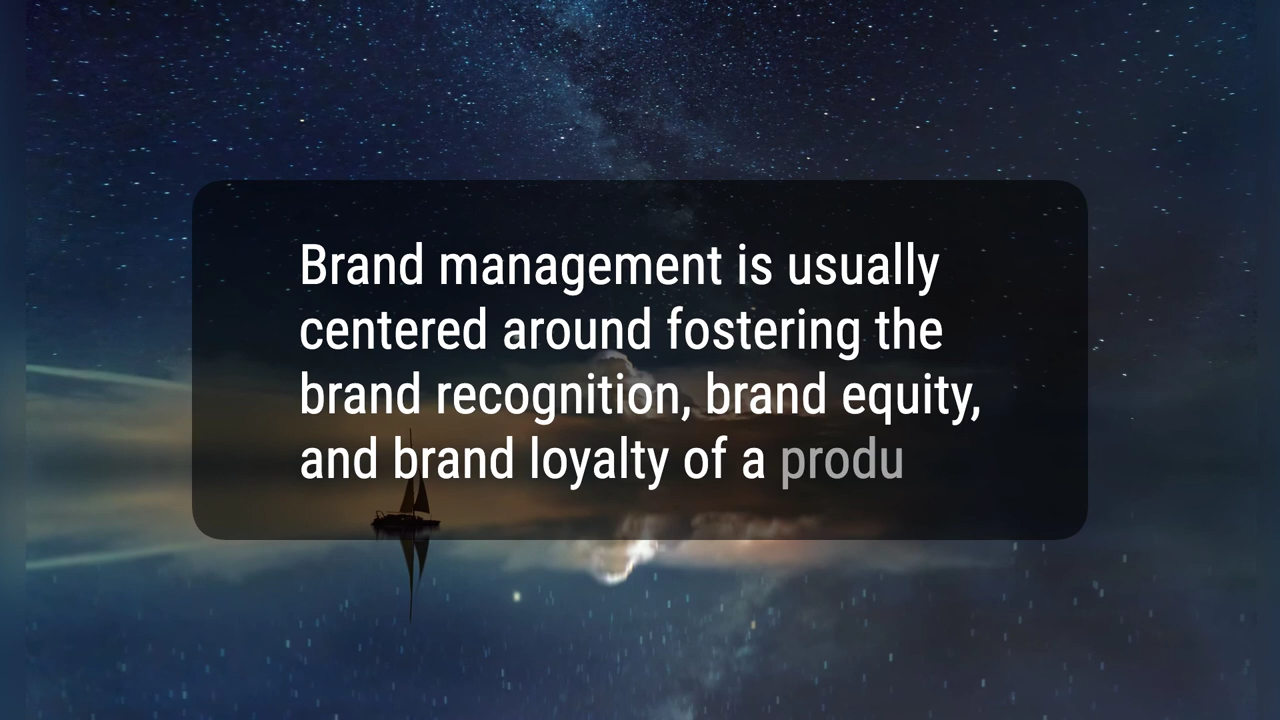 Brand management is usually
centered around fostering the
brand recognition, brand equity,
and brand loyalty of a produ